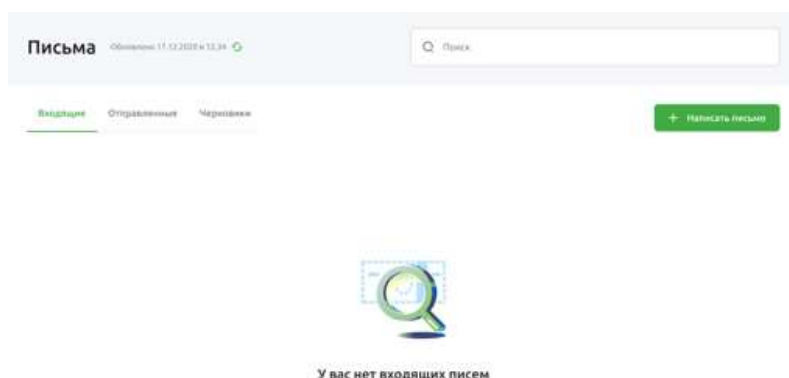 Письма
Обновлено 17.12.2020 в 12.34
Поиск
Входящие Отправленные Черновики
+ Написать письмо
У вас нет входящих писем